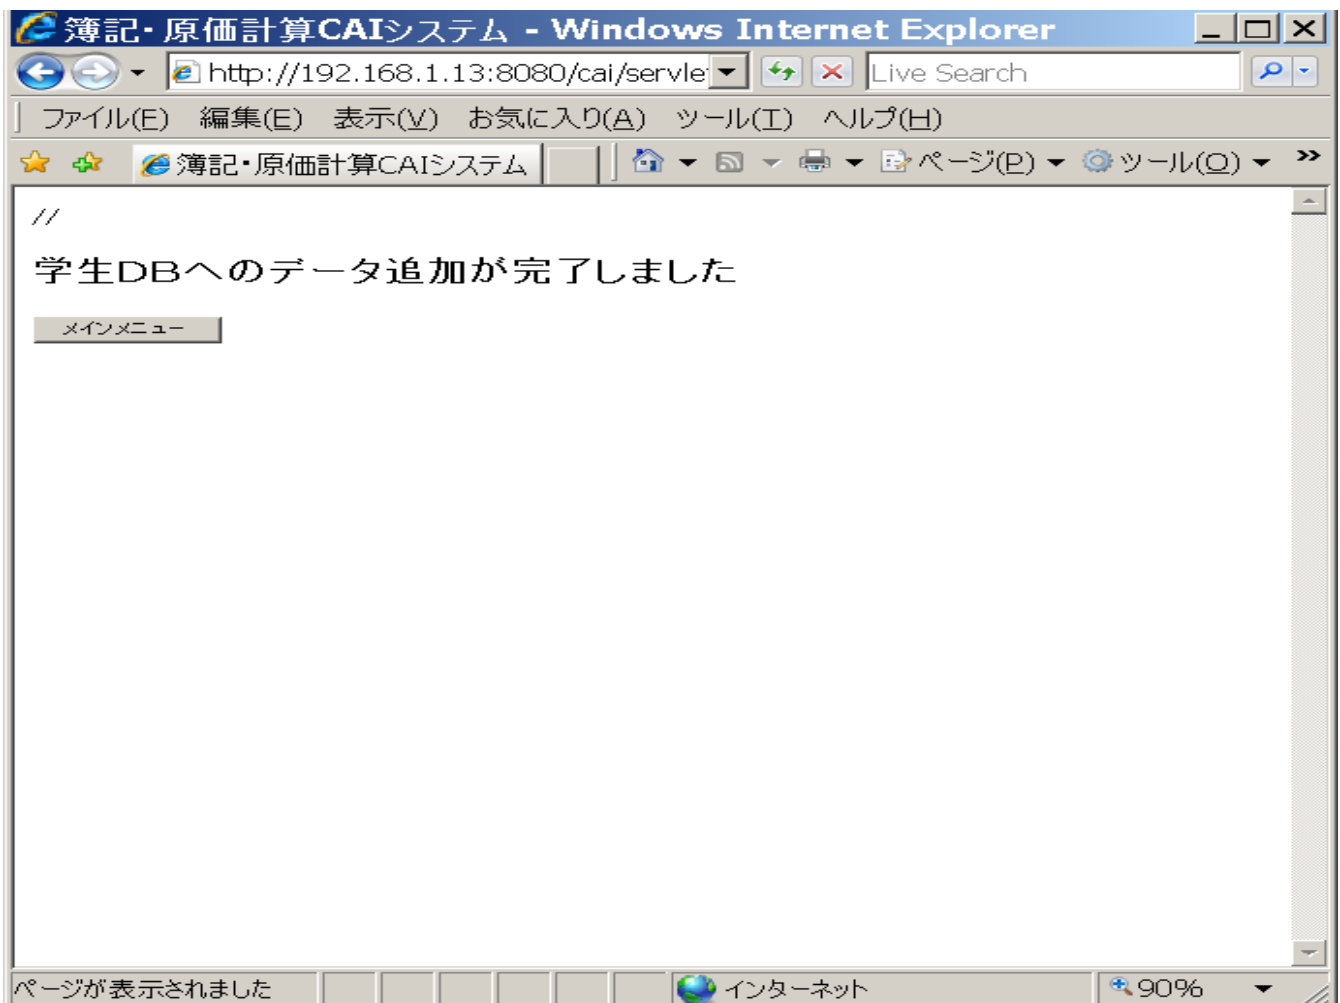 簿記・原価計算CAIシステム - Windows Internet Explorer
http://192.168.1.13:8080/cai/servle Live Search
ファイル(F) 編集(E) 表示(V) お気に入り(A) ツール(T) ヘルプ(H)
簿記・原価計算CAIシステム ページ(P) ツール(O) »
//
学生DBへのデータ追加が完了しました
メインメニュー
ページが表示されました インターネット 90%